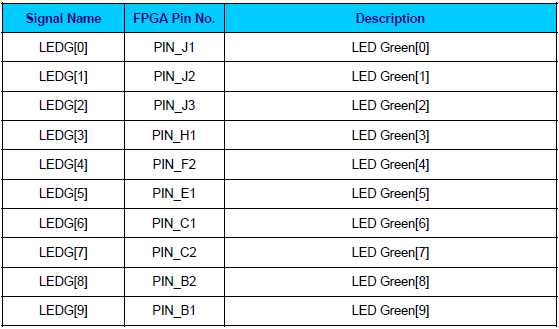 Signal Name FPGA Pin No. Description
LEDG[0] PIN_J1 LED Green[0]
LEDG[1] PIN_J2 LED Green[1]
LEDG[2] PIN_J3 LED Green[2]
LEDG[3] PIN_H1 LED Green[3]
LEDG[4] PIN_F2 LED Green[4]
LEDG[5] PIN_E1 LED Green[5]
LEDG[6] PIN_C1 LED Green[6]
LEDG[7] PIN_C2 LED Green[7]
LEDG[8] PIN_B2 LED Green[8]
LEDG[9] PIN_B1 LED Green[9]